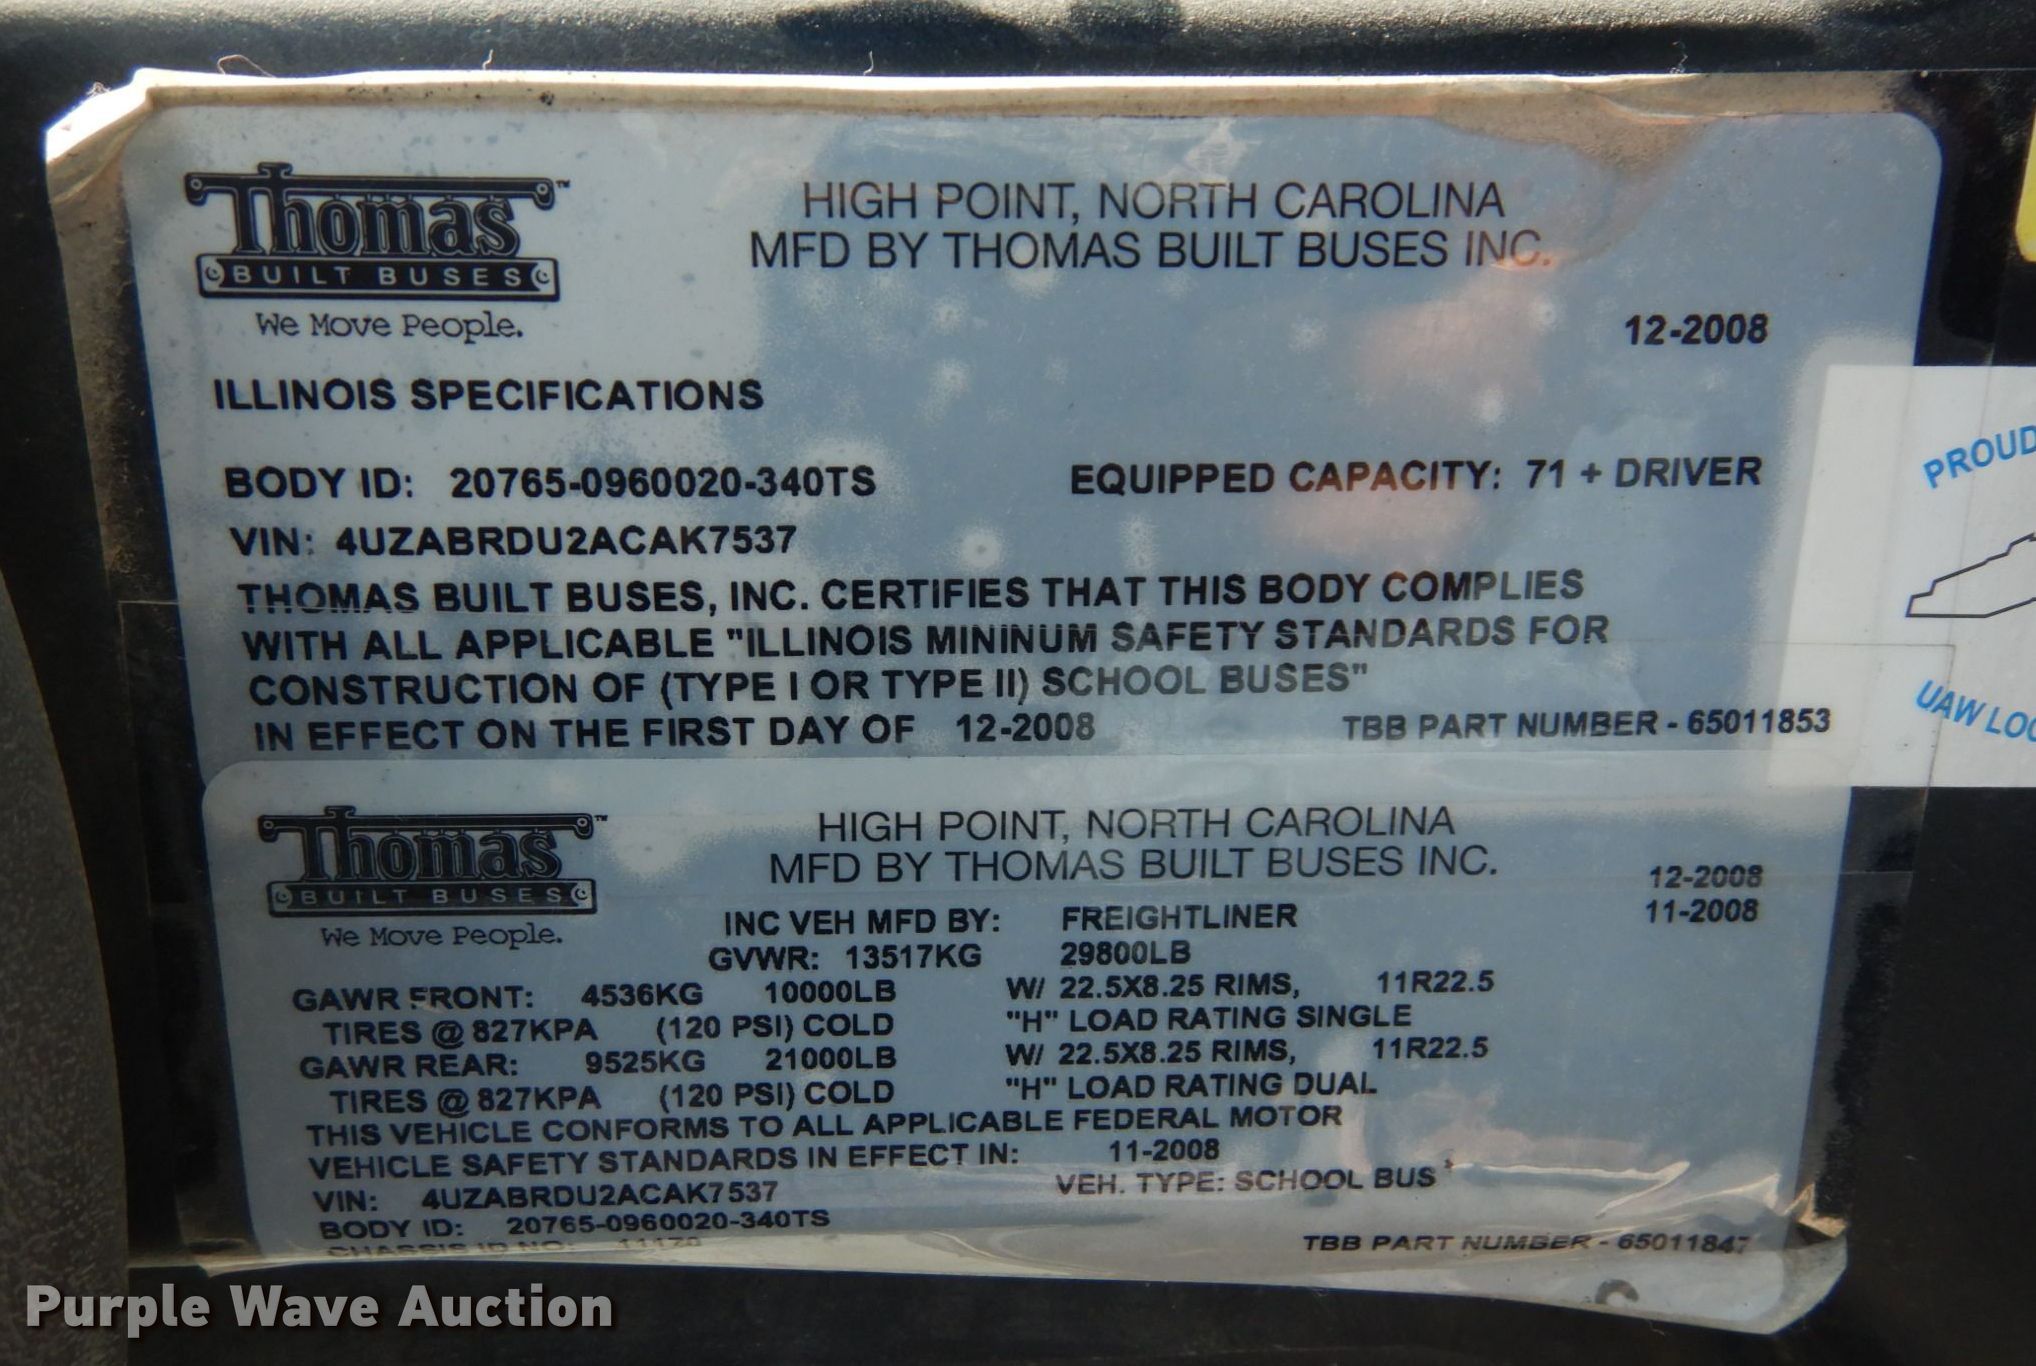 Thomas™
BUILT BUSES
We Move People.
HIGH POINT, NORTH CAROLINA
MFD BY THOMAS BUILT BUSES INC.
12-2008
ILLINOIS SPECIFICATIONS
BODY ID: 20765-0960020-340TS EQUIPPED CAPACITY: 71 + DRIVER
VIN: 4UZABRDU2ACAK7537
THOMAS BUILT BUSES, INC. CERTIFIES THAT THIS BODY COMPLIES
WITH ALL APPLICABLE "ILLINOIS MININUM SAFETY STANDARDS FOR
CONSTRUCTION OF (TYPE I OR TYPE II) SCHOOL BUSES"
IN EFFECT ON THE FIRST DAY OF 12-2008 TBB PART NUMBER - 65011853
PROUD
UAW
Thomas™
BUILT BUSES
We Move People.
HIGH POINT, NORTH CAROLINA
MFD BY THOMAS BUILT BUSES INC. 12-2008
INC VEH MFD BY: FREIGHTLINER 11-2008
GVWR: 13517KG 29800LB
GAWR FRONT: 4536KG 10000LB W/ 22.5X8.25 RIMS, 11R22.5
TIRES @ 827KPA (120 PSI) COLD "H" LOAD RATING SINGLE
GAWR REAR: 9525KG 21000LB W/ 22.5X8.25 RIMS, 11R22.5
TIRES @ 827KPA (120 PSI) COLD "H" LOAD RATING DUAL
THIS VEHICLE CONFORMS TO ALL APPLICABLE FEDERAL MOTOR
VEHICLE SAFETY STANDARDS IN EFFECT IN: 11-2008
VIN: 4UZABRDU2ACAK7537 VEH. TYPE: SCHOOL BUS
BODY ID: 20765-0960020-340TS
CHASSIS ID NO: TBB PART NUMBER - 65011847
Purple Wave Auction